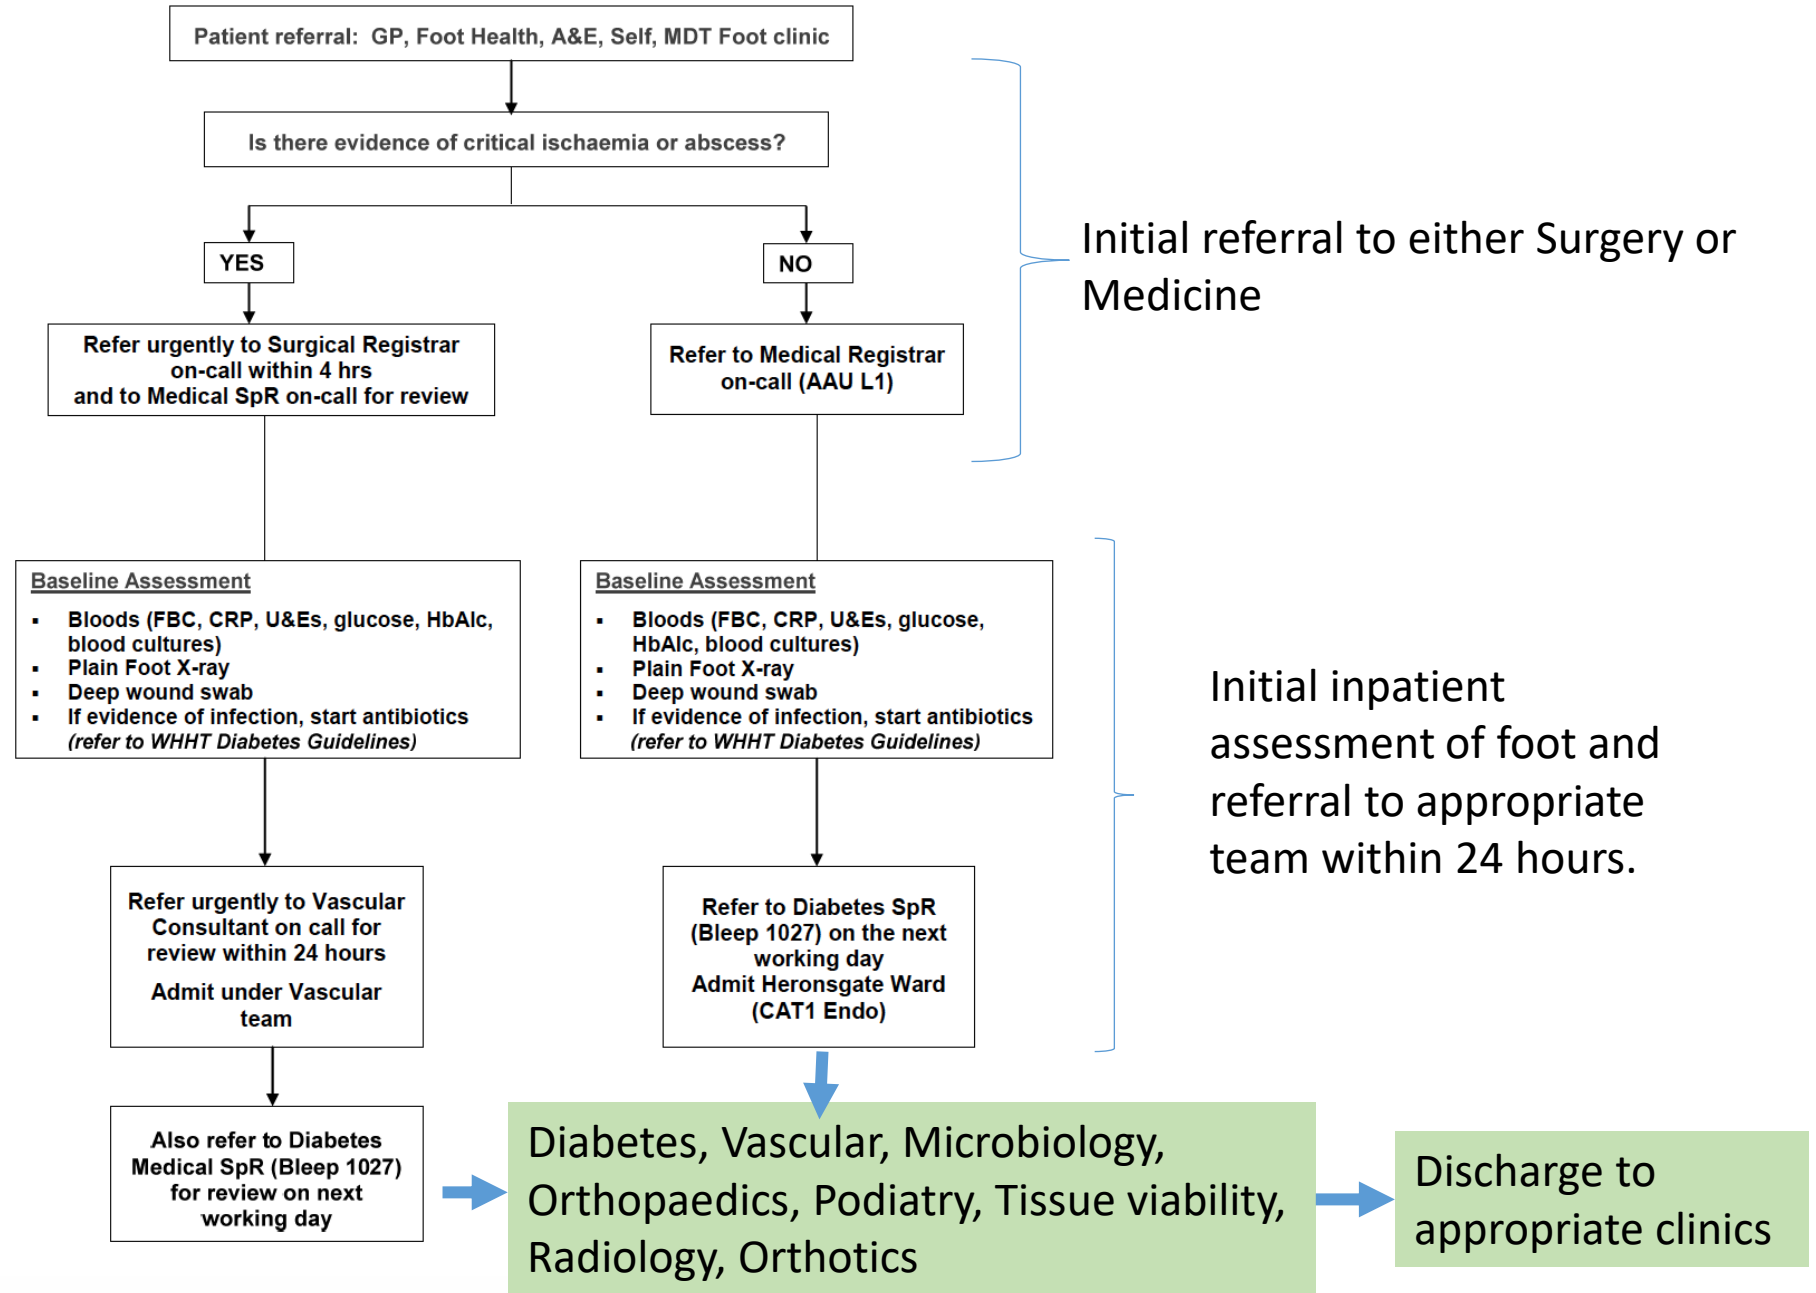 Patient referral: GP, Foot Health, A&E, Self, MDT Foot clinic
Is there evidence of critical ischaemia or abscess?
YES
NO
Refer urgently to Surgical Registrar
on-call within 4 hrs
and to Medical SpR on-call for review
Refer to Medical Registrar
on-call (AAU L1)
Initial referral to either Surgery or
Medicine
Baseline Assessment
▪ Bloods (FBC, CRP, U&Es, glucose, HbAlc,
blood cultures)
▪ Plain Foot X-ray
▪ Deep wound swab
▪ If evidence of infection, start antibiotics
(refer to WHHT Diabetes Guidelines)
Baseline Assessment
▪ Bloods (FBC, CRP, U&Es, glucose,
HbAlc, blood cultures)
▪ Plain Foot X-ray
▪ Deep wound swab
▪ If evidence of infection, start antibiotics
(refer to WHHT Diabetes Guidelines)
Initial inpatient
assessment of foot and
referral to appropriate
team within 24 hours.
Refer urgently to Vascular
Consultant on call for
review within 24 hours
Admit under Vascular
team
Refer to Diabetes SpR
(Bleep 1027) on the next
working day
Admit Heronsgate Ward
(CAT1 Endo)
Also refer to Diabetes
Medical SpR (Bleep 1027)
for review on next
working day
Diabetes, Vascular, Microbiology,
Orthopaedics, Podiatry, Tissue viability,
Radiology, Orthotics
Discharge to
appropriate clinics